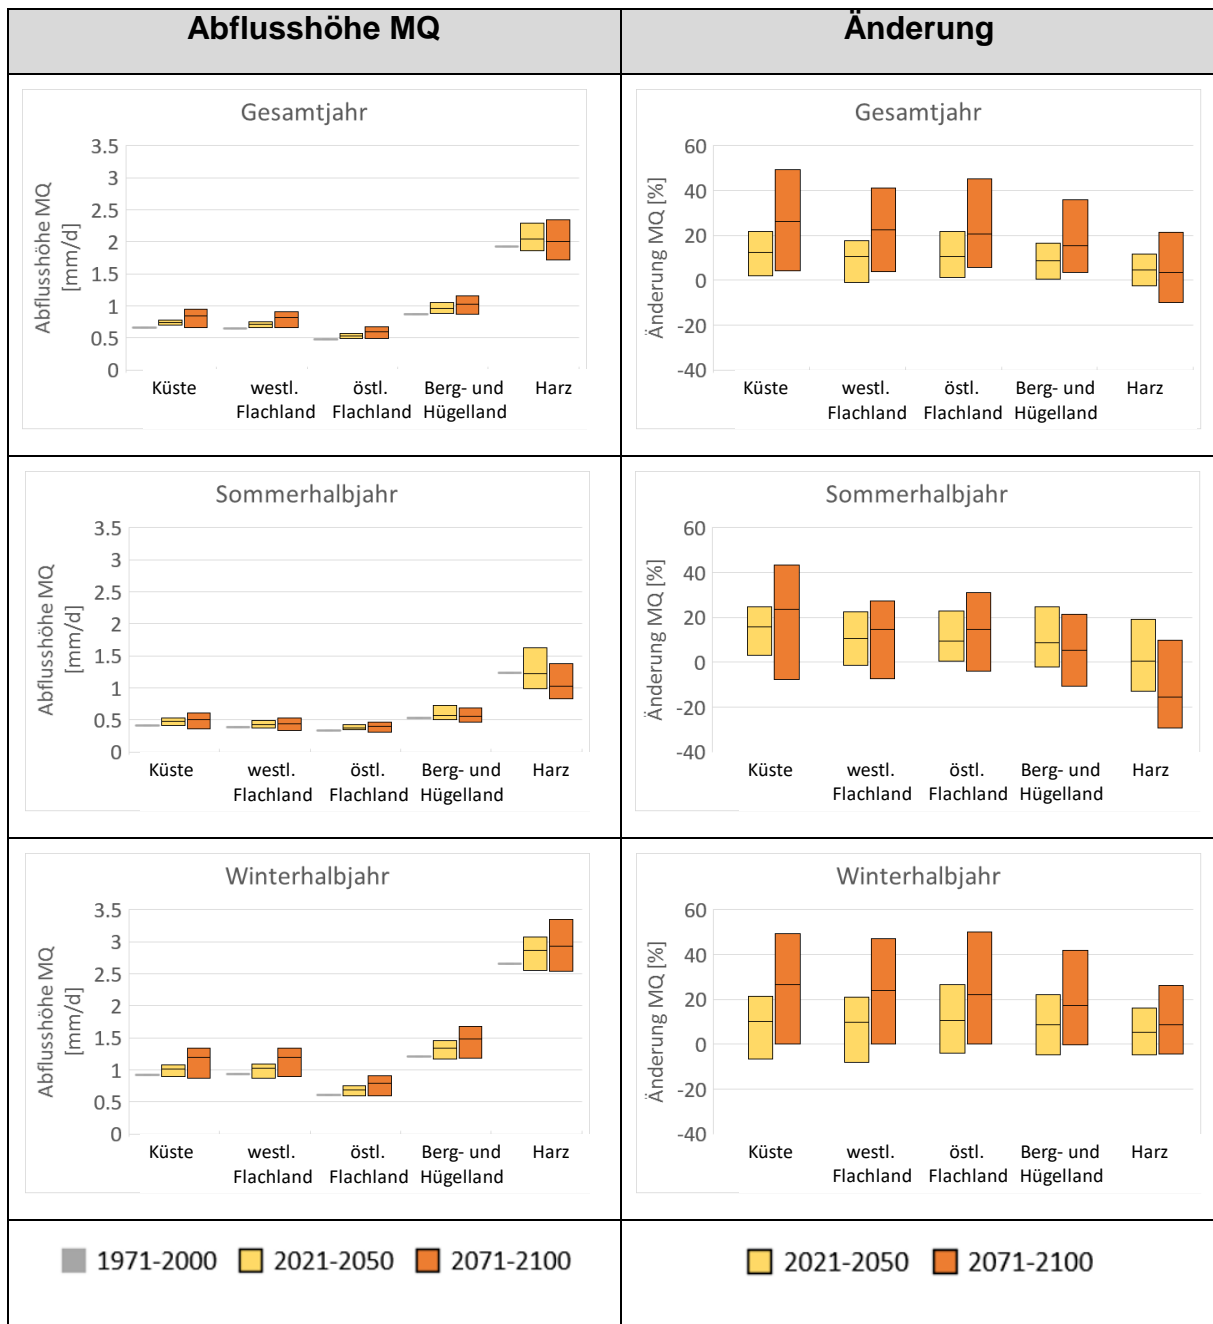 Abflusshöhe MQ
Änderung
Gesamtjahr
Abflusshöhe MQ
[mm/d]
3.5
3
2.5
2
1.5
1
0.5
0
Küste
westl.
Flachland
östl.
Flachland
Berg- und
Hügelland
Harz
Gesamtjahr
Änderung MQ [%]
60
40
20
0
-20
-40
Küste
westl.
Flachland
östl.
Flachland
Berg- und
Hügelland
Harz
Sommerhalbjahr
Abflusshöhe MQ
[mm/d]
3.5
3
2.5
2
1.5
1
0.5
0
Küste
westl.
Flachland
östl.
Flachland
Berg- und
Hügelland
Harz
Sommerhalbjahr
Änderung MQ [%]
60
40
20
0
-20
-40
Küste
westl.
Flachland
östl.
Flachland
Berg- und
Hügelland
Harz
Winterhalbjahr
Abflusshöhe MQ
[mm/d]
3.5
3
2.5
2
1.5
1
0.5
0
Küste
westl.
Flachland
östl.
Flachland
Berg- und
Hügelland
Harz
Winterhalbjahr
Änderung MQ [%]
60
40
20
0
-20
-40
Küste
westl.
Flachland
östl.
Flachland
Berg- und
Hügelland
Harz
1971-2000 2021-2050 2071-2100
2021-2050 2071-2100